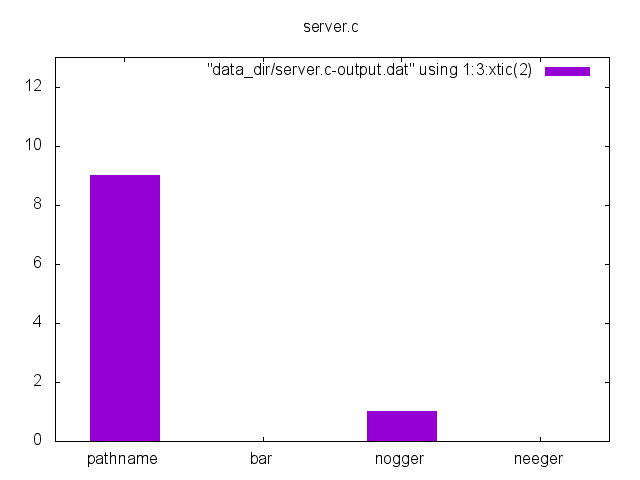 server.c
"data_dir/server.c-output.dat" using 1:3:xtic(2)
12
10
8
6
4
2
0
pathname bar nogger neeger